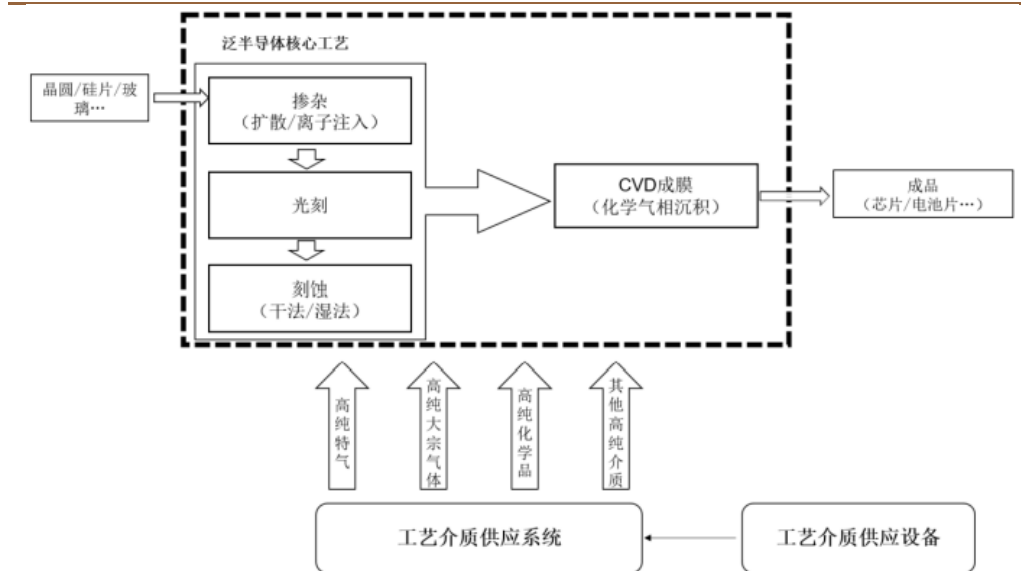 泛半导体核心工艺
晶圆/硅片/玻
璃…
掺杂
（扩散/离子注入）
光刻
刻蚀
（干法/湿法）
CVD成膜
（化学气相沉积）
成品
（芯片/电池片…）
高纯特气
高纯大宗气体
高纯化学品
其他高纯介质
工艺介质供应系统
工艺介质供应设备